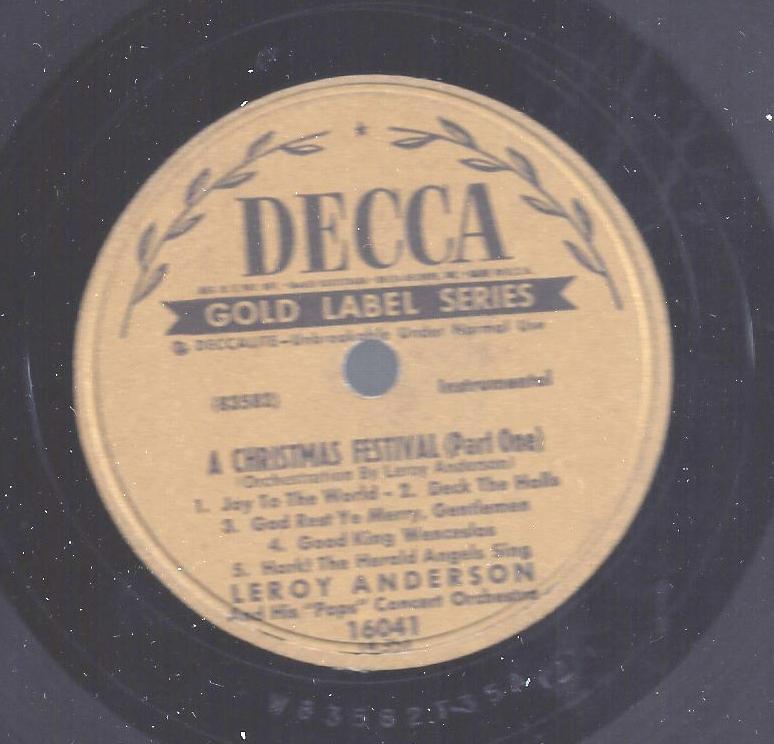 DECCA
GOLD LABEL SERIES
DECCALITE—Unbreakable Under Normal Use
(83582) Instrumental
A CHRISTMAS FESTIVAL (Part One)
(Orchestration By Leroy Anderson)
1. Joy To The World - 2. Deck The Halls
3. God Rest Ye Merry, Gentlemen
4. Good King Wenceslas
5. Hark! The Herald Angels Sing
LEROY ANDERSON
And His "Pops" Concert Orchestra
16041